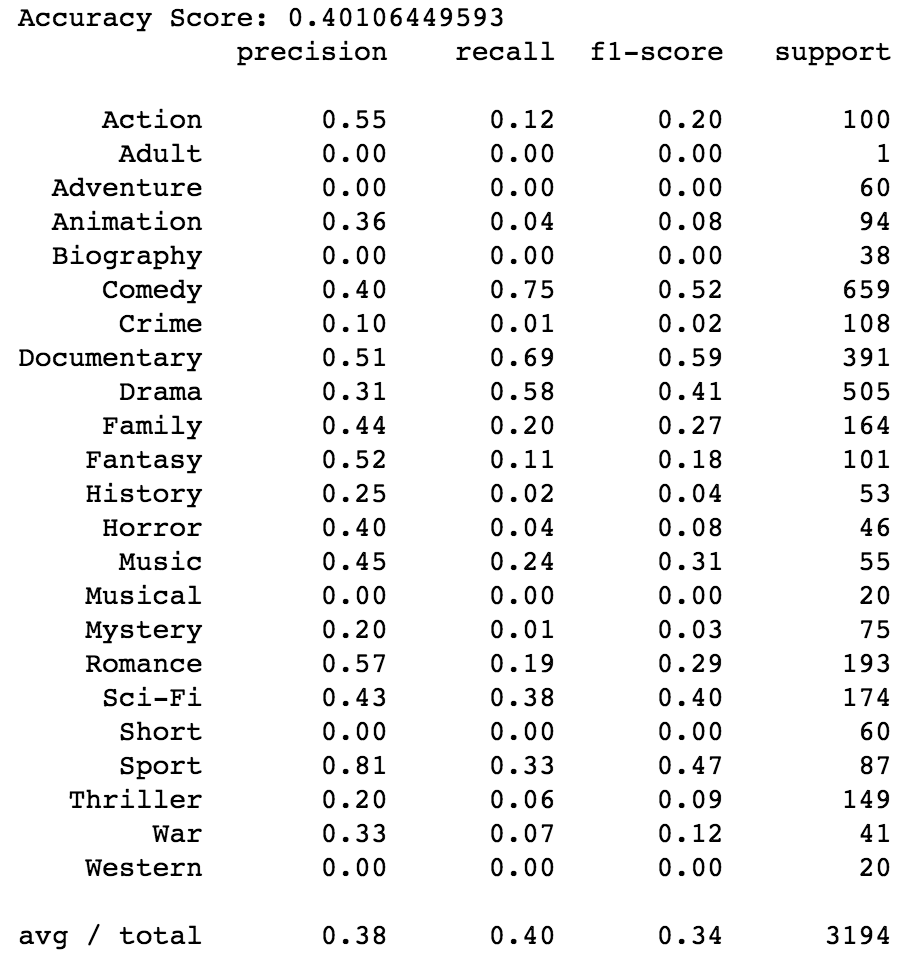 Accuracy Score: 0.40106449593
precision recall f1-score support
Action 0.55 0.12 0.20 100
Adult 0.00 0.00 0.00 1
Adventure 0.00 0.00 0.00 60
Animation 0.36 0.04 0.08 94
Biography 0.00 0.00 0.00 38
Comedy 0.40 0.75 0.52 659
Crime 0.10 0.01 0.02 108
Documentary 0.51 0.69 0.59 391
Drama 0.31 0.58 0.41 505
Family 0.44 0.20 0.27 164
Fantasy 0.52 0.11 0.18 101
History 0.25 0.02 0.04 53
Horror 0.40 0.04 0.08 46
Music 0.45 0.24 0.31 55
Musical 0.00 0.00 0.00 20
Mystery 0.20 0.01 0.03 75
Romance 0.57 0.19 0.29 193
Sci-Fi 0.43 0.38 0.40 174
Short 0.00 0.00 0.00 60
Sport 0.81 0.33 0.47 87
Thriller 0.20 0.06 0.09 149
War 0.33 0.07 0.12 41
Western 0.00 0.00 0.00 20
avg / total 0.38 0.40 0.34 3194